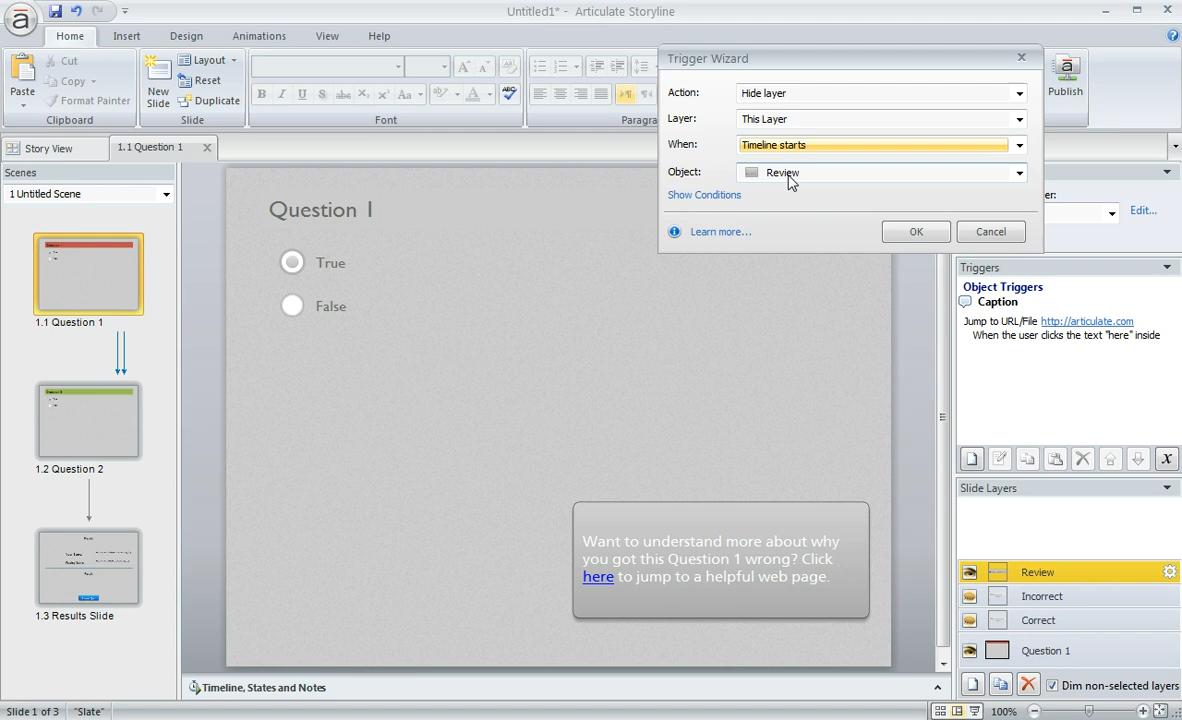 Untitled1* - Articulate Storyline
Home Insert Design Animations View Help
Paste
Cut
Copy
Format Painter
Clipboard
New
Slide
Layout
Reset
Duplicate
Slide
Font
B I U S abc Aa A
Paragra
Publish
Trigger Wizard
Action: Hide layer
Layer: This Layer
When: Timeline starts
Object: Review
Show Conditions
Learn more...
OK Cancel
Story View
1.1 Question 1
Scenes
1 Untitled Scene
1.1 Question 1
1.2 Question 2
1.3 Results Slide
Question 1
True
False
Want to understand more about why
you got this Question 1 wrong? Click
here to jump to a helpful web page.
er:
Edit...
Triggers
Object Triggers
Caption
Jump to URL/File http://articulate.com
When the user clicks the text "here" inside
Slide Layers
Review
Incorrect
Correct
Question 1
Dim non-selected layers
Timeline, States and Notes
Slide 1 of 3 "Slate"
100%